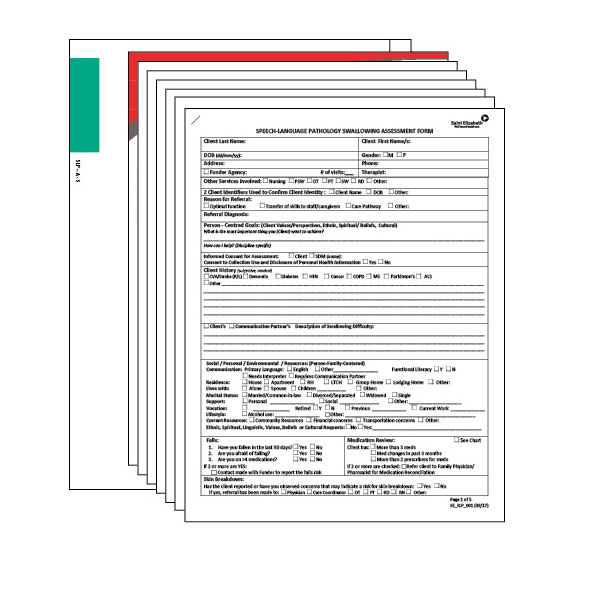 SLP-A-5
Saint Elizabeth
SPEECH-LANGUAGE PATHOLOGY SWALLOWING ASSESSMENT FORM
Client Last Name: Client First Name/s:
DOB (dd/mm/yy): Gender: ☐M ☐F
Address: Phone:
☐Funder Agency: # of visits:___ Therapist:
Other Services Involved: ☐Nursing ☐PSW ☐OT ☐PT ☐SW ☐RD ☐Other:
2 Client Identifiers Used to Confirm Client Identity: ☐Client Name ☐DOB ☐Other:
Reason for Referral:
☐Optimal function ☐Transfer of skills to staff/caregivers ☐Care Pathway ☐Other:
Referral Diagnosis:
Person - Centred Goals: (Client Values/Perspectives, Ethnic, Spiritual/ Beliefs, Cultural)
What is the most important thing you (Client) want to achieve?
How can I help? (Discipline specific)
Informed Consent for Assessment: ☐Client ☐SDM (name):
Consent to Collection Use and Disclosure of Personal Health Information ☐Yes ☐No
Client History (subjective, medical)
☐CVA/Stroke (R/L) ☐Dementia ☐Diabetes ☐HTN ☐Cancer ☐COPD ☐MS ☐Parkinson's ☐ALS
☐Other
☐Client's ☐Communication Partner's Description of Swallowing Difficulty:
Social / Personal / Environmental / Resources: (Person-Family-Centered)
Communication: Primary Language: ☐English ☐Other Functional Literacy ☐Y ☐N
☐Needs Interpreter ☐Requires Communication Partner
Residence: ☐House ☐Apartment ☐RH ☐LTCH ☐Group Home ☐Lodging Home ☐Other:
Lives with: ☐Alone ☐Spouse ☐Children ☐Other:
Marital Status: ☐Married/Common-in-law ☐Divorced/Separated ☐Widowed ☐Single
Support: ☐Personal ☐Social ☐Other:
Vocation: ☐ Retired ☐Y ☐N ☐Previous ☐Current Work
Lifestyle: ☐Alcohol use: ☐Other:
Current Resources: ☐Community Resources ☐Financial concerns ☐Transportation concerns ☐Other:
Ethnic, Spiritual, Linguistic, Values, Beliefs or Cultural Requests: ☐No ☐Yes:
Falls: Medication Review: ☐See Chart
1. Have you fallen in the last 90 days? ☐Yes ☐No Client has: ☐More than 5 meds
2. Are you afraid of falling? ☐Yes ☐No ☐Med changes in past 3 months
3. Are you on >4 medications? ☐Yes ☐No ☐More than 2 prescribers for meds
If 2 or more are YES: If 2 or more are checked: ☐Refer client to Family Physician/
☐Contact made with Funder to report the falls risk Pharmacist for Medication Reconciliation
Skin Breakdown:
Has the client reported or have you observed concerns that may indicate a risk for skin breakdown: ☐Yes ☐No
If yes, referral has been made to: ☐Physician ☐Care Coordinator ☐OT ☐PT ☐RD ☐RN ☐Other:
Page 1 of 5
SE_SLP_001 (09/17)